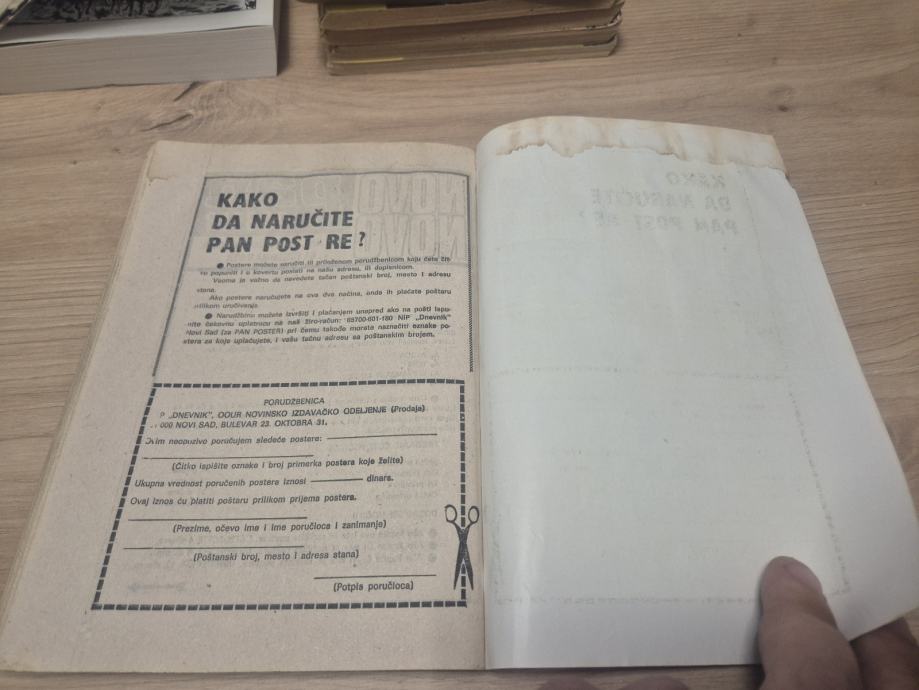 KAKO
DA NARUČITE
PAN POST RE?
● Postere možete naručiti ili priloženom porudžbenicom koju ćete čit-
ko popuniti i u kovertu poslati na našu adresu, ili dopisnicom.
Veoma je važno da navedete tačan poštanski broj, mesto i adresu
stana.
Ako postere naručujete na ova dva načina, onda ih plaćate poštaru
prilikom uručivanja.
● Narudžbinu možete izvršiti i plaćanjem unapred ako na pošti ispu-
nite čekovnu uplatnicu na naš žiro-račun: 65700-601-180 NIP „Dnevnik"
Novi Sad (za PAN POSTER) pri čemu takođe morate naznačiti oznake po-
stera za koje uplaćujete, i vašu tačnu adresu sa poštanskim brojem.
PORUDŽBENICA
P „DNEVNIK", OOUR NOVINSKO IZDAVAČKO ODELJENJE (Prodaja)
000 NOVI SAD, BULEVAR 23. OKTOBRA 31.
Ovim neopozivo poručujem sledeće postere:
(Čitko ispišite oznake i broj primerka postera koje želite)
Ukupna vrednost poručenih postera iznosi dinara.
Ovaj iznos ću platiti poštaru prilikom prijema postera.
(Prezime, očevo ime i ime poručioca i zanimanje)
(Poštanski broj, mesto i adresa stana)
(Potpis poručioca)